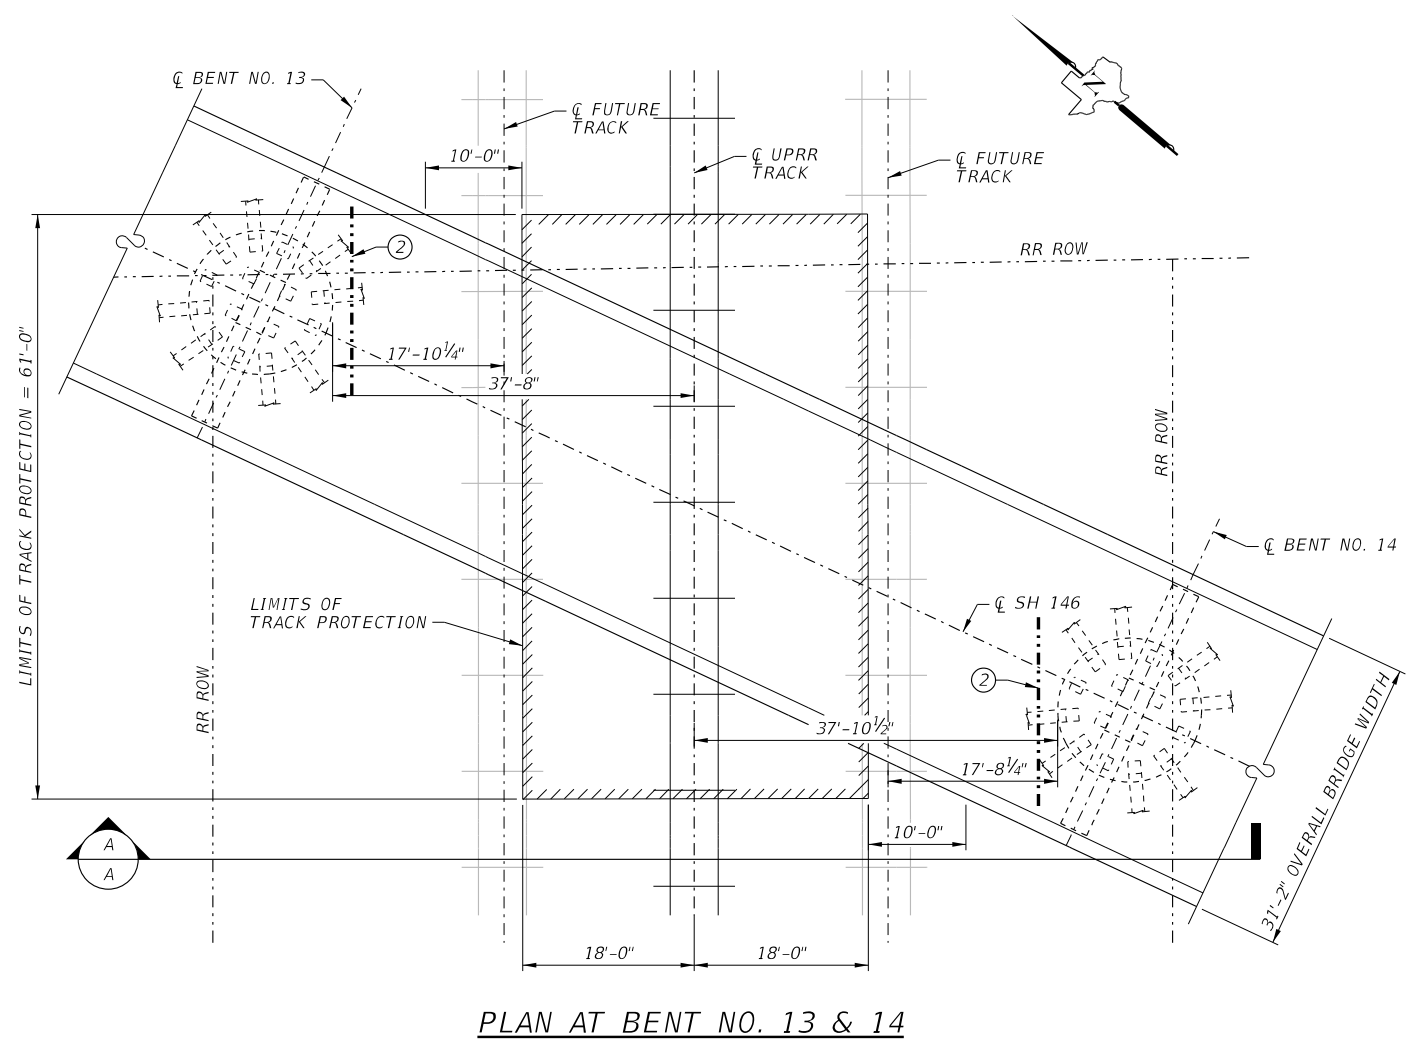 ℄ BENT NO. 13
℄ FUTURE
TRACK
10'-0"
℄ UPRR
TRACK
℄ FUTURE
TRACK
N
2
RR ROW
LIMITS OF TRACK PROTECTION = 61'-0"
17'-10¼"
37'-8"
RR ROW
℄ BENT NO. 14
LIMITS OF
TRACK PROTECTION
℄ SH 146
2
RR ROW
37'-10½"
17'-8¼"
10'-0"
31'-2" OVERALL BRIDGE WIDTH
A
A
18'-0"
18'-0"
PLAN AT BENT NO. 13 & 14